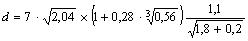 d = 7 · √2,04 × (1 + 0,28 · ∛0,56) 1,1/√(1,8 + 0,2)